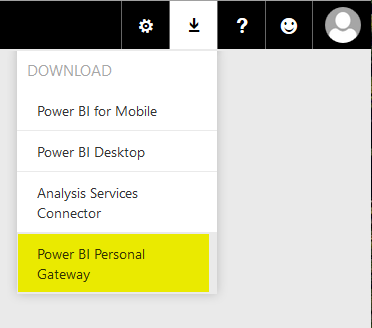 ?
DOWNLOAD
Power BI for Mobile
Power BI Desktop
Analysis Services
Connector
Power BI Personal
Gateway